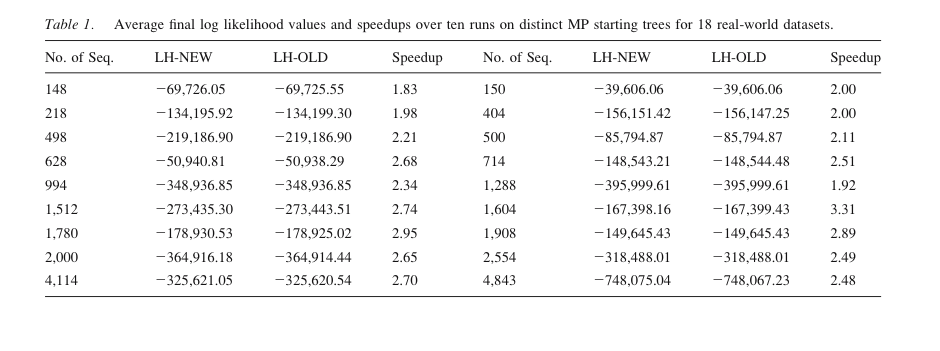 Table 1. Average final log likelihood values and speedups over ten runs on distinct MP starting trees for 18 real-world datasets.
No. of Seq. LH-NEW LH-OLD Speedup No. of Seq. LH-NEW LH-OLD Speedup
148 −69,726.05 −69,725.55 1.83 150 −39,606.06 −39,606.06 2.00
218 −134,195.92 −134,199.30 1.98 404 −156,151.42 −156,147.25 2.00
498 −219,186.90 −219,186.90 2.21 500 −85,794.87 −85,794.87 2.11
628 −50,940.81 −50,938.29 2.68 714 −148,543.21 −148,544.48 2.51
994 −348,936.85 −348,936.85 2.34 1,288 −395,999.61 −395,999.61 1.92
1,512 −273,435.30 −273,443.51 2.74 1,604 −167,398.16 −167,399.43 3.31
1,780 −178,930.53 −178,925.02 2.95 1,908 −149,645.43 −149,645.43 2.89
2,000 −364,916.18 −364,914.44 2.65 2,554 −318,488.01 −318,488.01 2.49
4,114 −325,621.05 −325,620.54 2.70 4,843 −748,075.04 −748,067.23 2.48